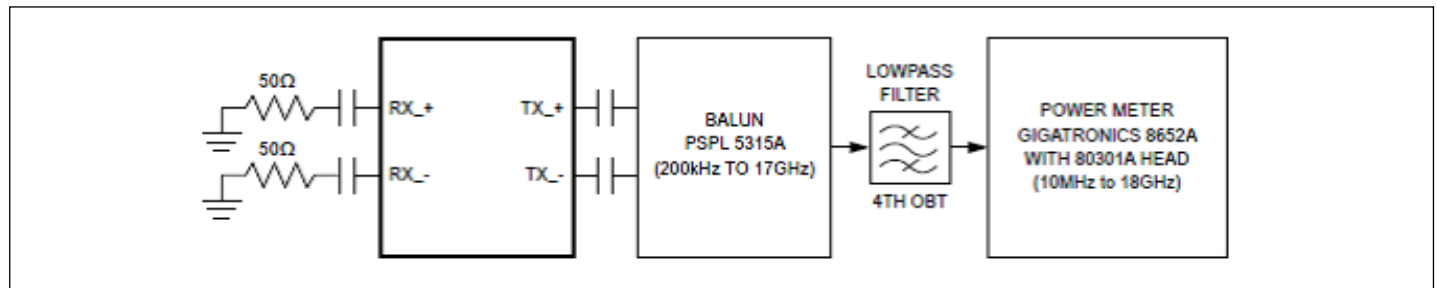 50Ω
RX_+
50Ω
RX_-
TX_+
TX_-
BALUN
PSPL 5315A
(200kHz TO 17GHz)
LOWPASS
FILTER
4TH OBT
POWER METER
GIGATRONICS 8652A
WITH 80301A HEAD
(10MHz to 18GHz)